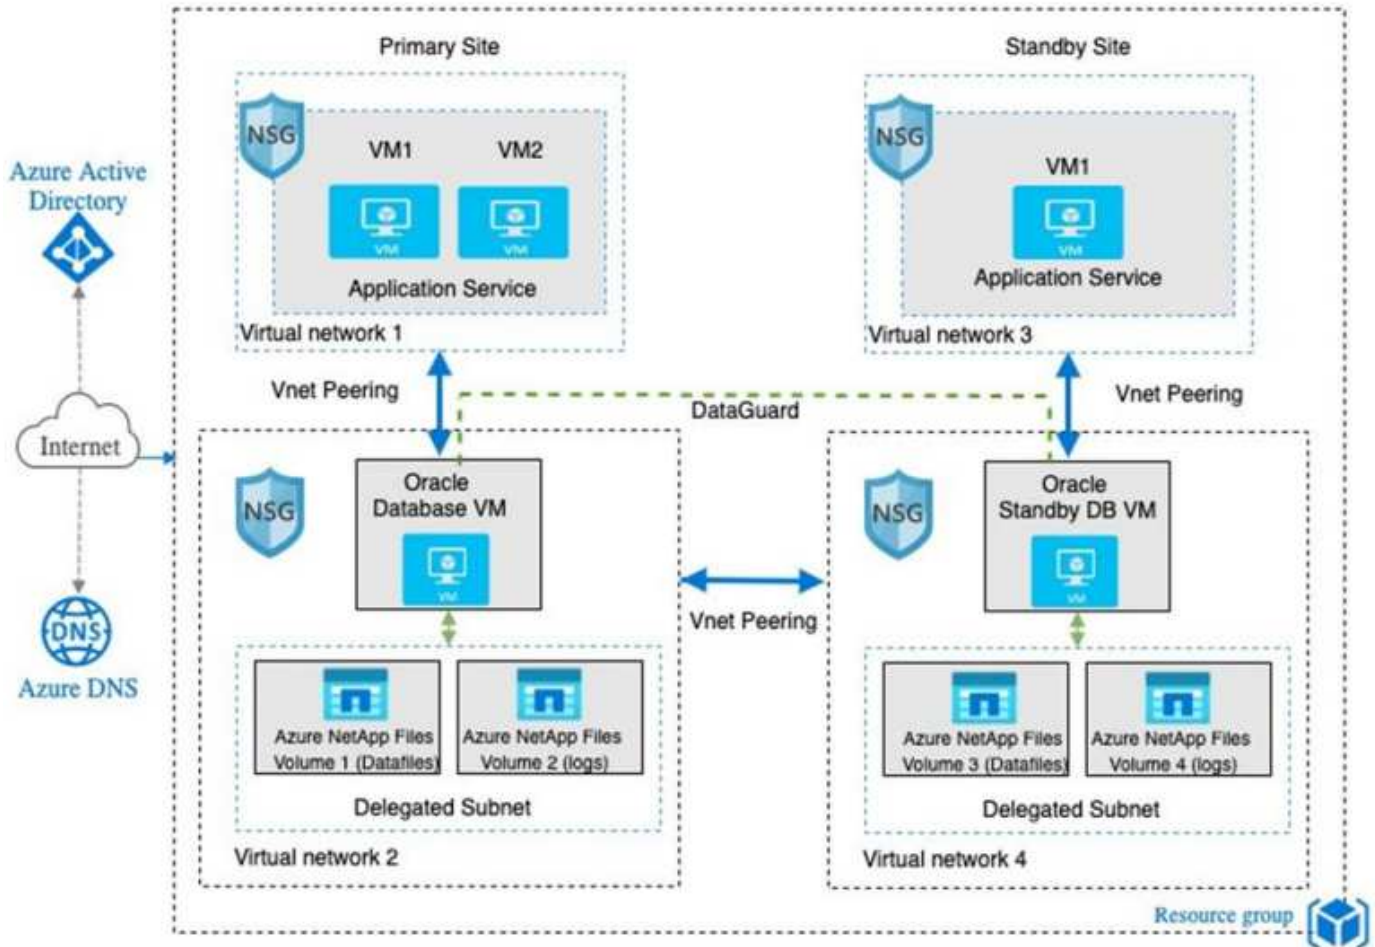 Primary Site
Standby Site
NSG
VM1
VM2
VM
VM
Application Service
Virtual network 1
NSG
VM1
VM
Application Service
Virtual network 3
Azure Active
Directory
Internet
DNS
Azure DNS
Vnet Peering
DataGuard
Vnet Peering
NSG
Oracle
Database VM
VM
Azure NetApp Files
Volume 1 (Datafiles)
Azure NetApp Files
Volume 2 (logs)
Delegated Subnet
Virtual network 2
Vnet Peering
NSG
Oracle
Standby DB VM
VM
Azure NetApp Files
Volume 3 (Datafiles)
Azure NetApp Files
Volume 4 (logs)
Delegated Subnet
Virtual network 4
Resource group